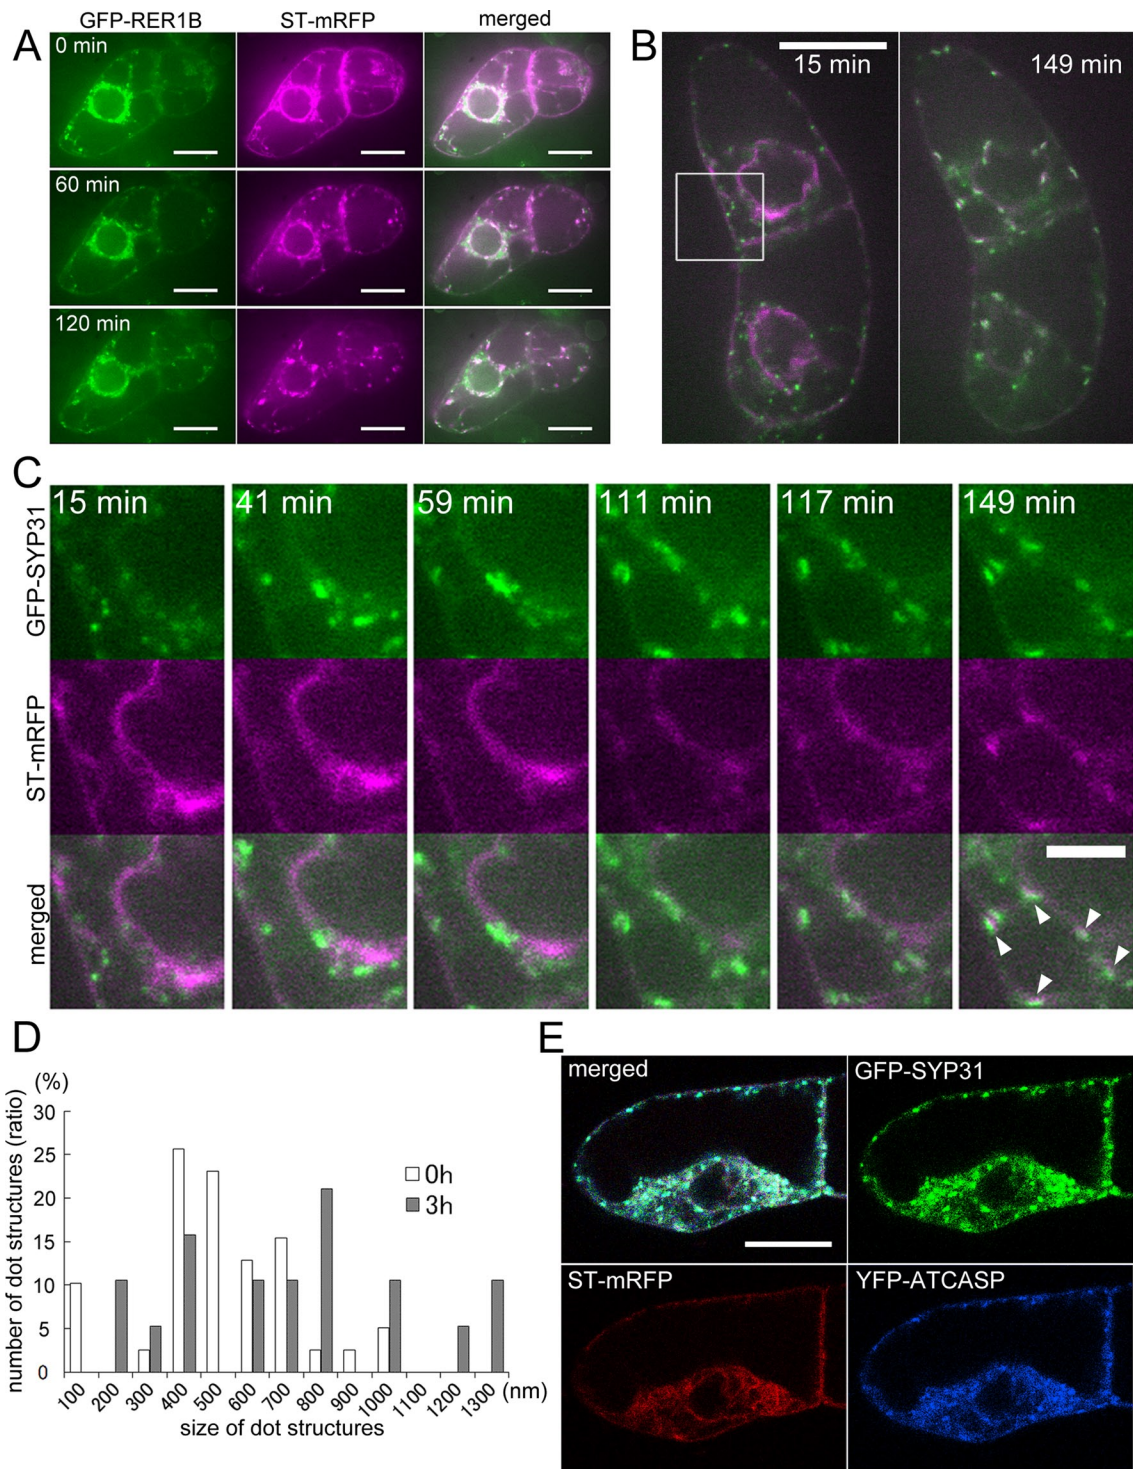 A
GFP-RER1B
ST-mRFP
merged
0 min
60 min
120 min
B
15 min
149 min
C
15 min
41 min
59 min
111 min
117 min
149 min
GFP-SYP31
ST-mRFP
merged
D
(%)
number of dot structures (ratio)
30
25
20
15
10
5
0
0h
3h
100
200
300
400
500
600
700
800
900
1000
1100
1200
1300
(nm)
size of dot structures
E
merged
GFP-SYP31
ST-mRFP
YFP-ATCASP